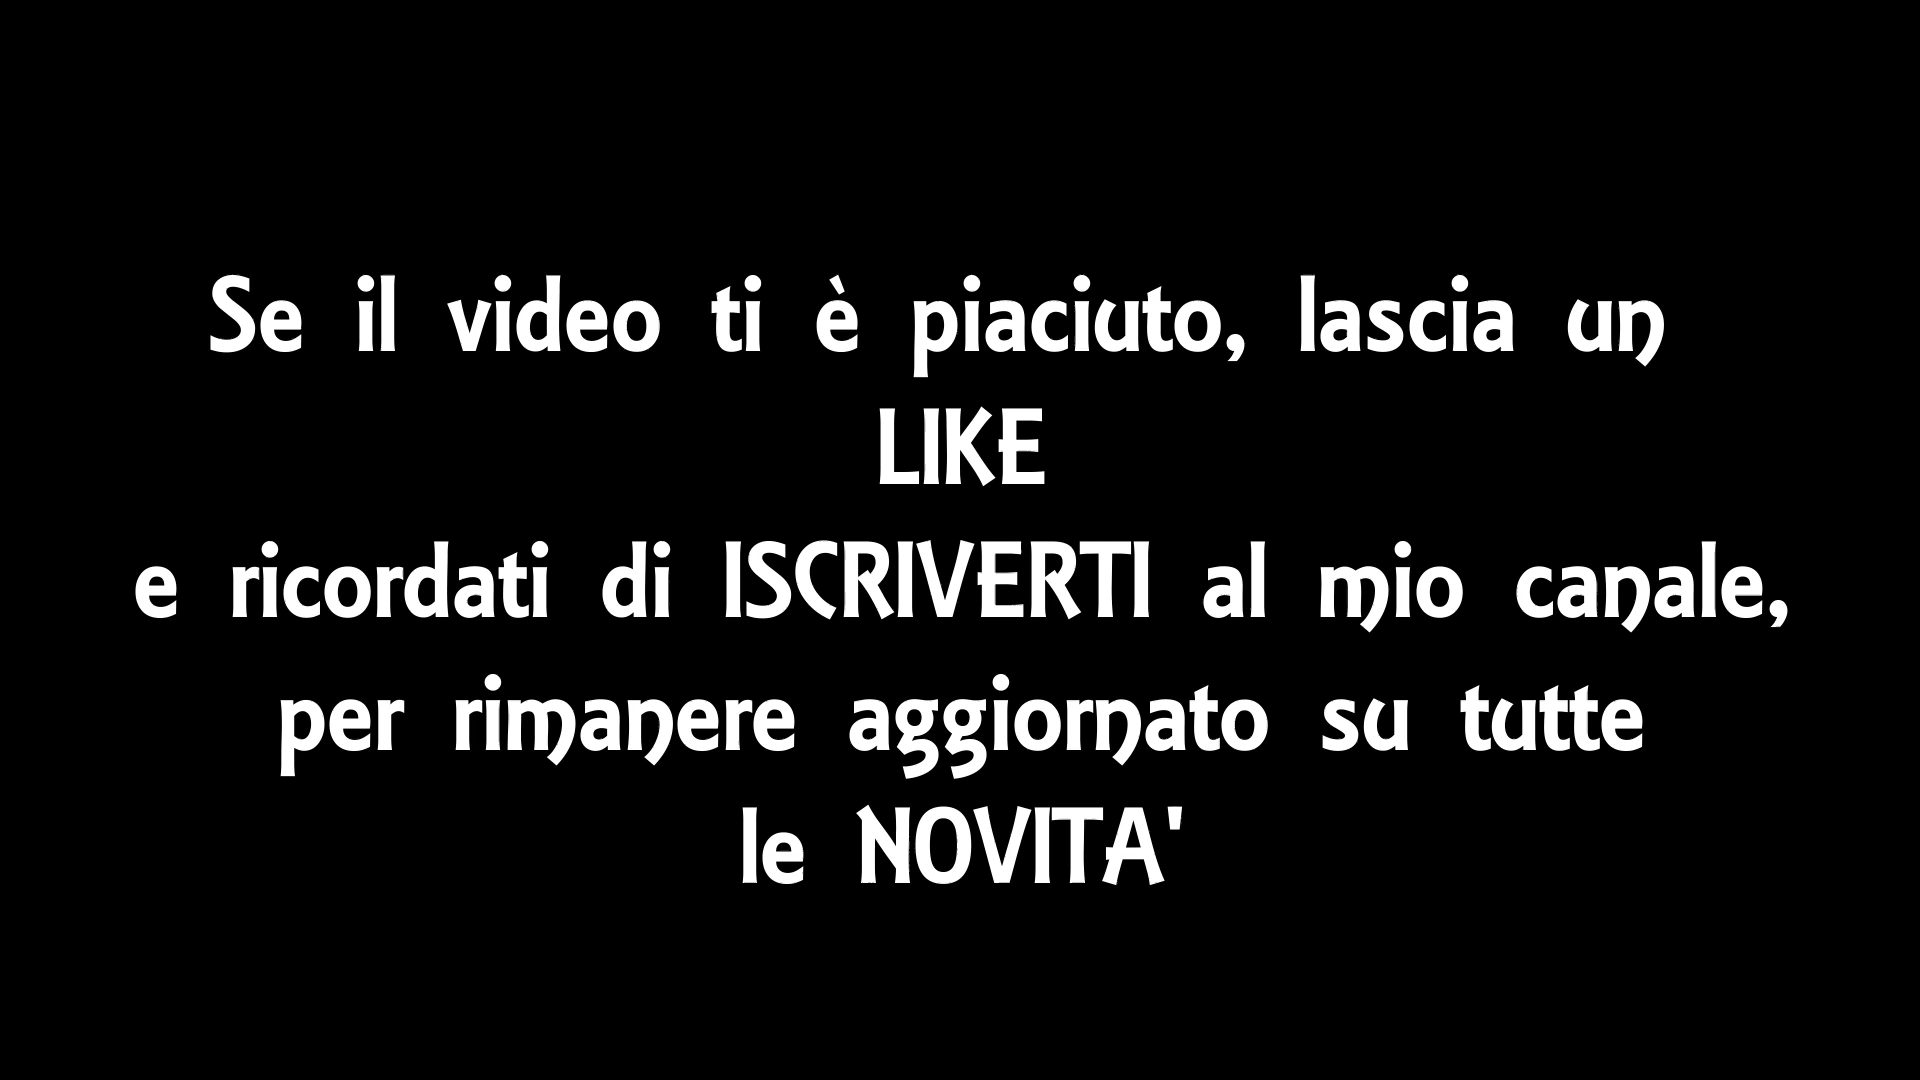 Se il video ti è piaciuto, lascia un
LIKE
e ricordati di ISCRIVERTI al mio canale,
per rimanere aggiornato su tutte
le NOVITA'